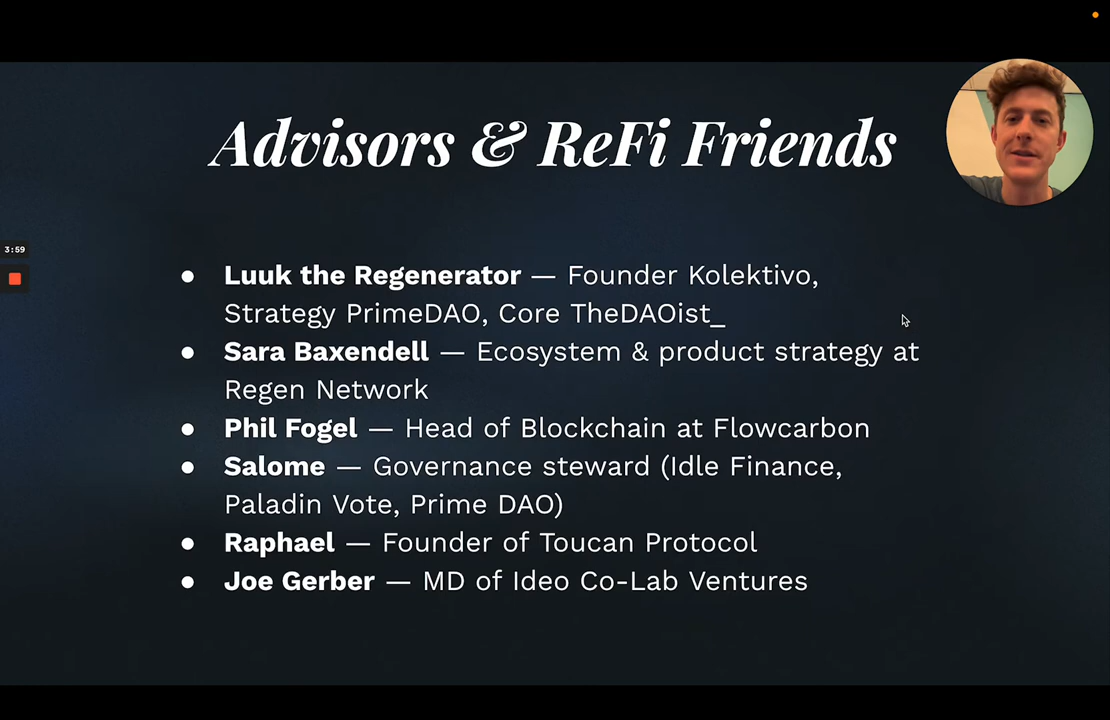 Advisors & ReFi Friends
3:59
● Luuk the Regenerator — Founder Kolektivo,
Strategy PrimeDAO, Core TheDAOist_
● Sara Baxendell — Ecosystem & product strategy at
Regen Network
● Phil Fogel — Head of Blockchain at Flowcarbon
● Salome — Governance steward (Idle Finance,
Paladin Vote, Prime DAO)
● Raphael — Founder of Toucan Protocol
● Joe Gerber — MD of Ideo Co-Lab Ventures